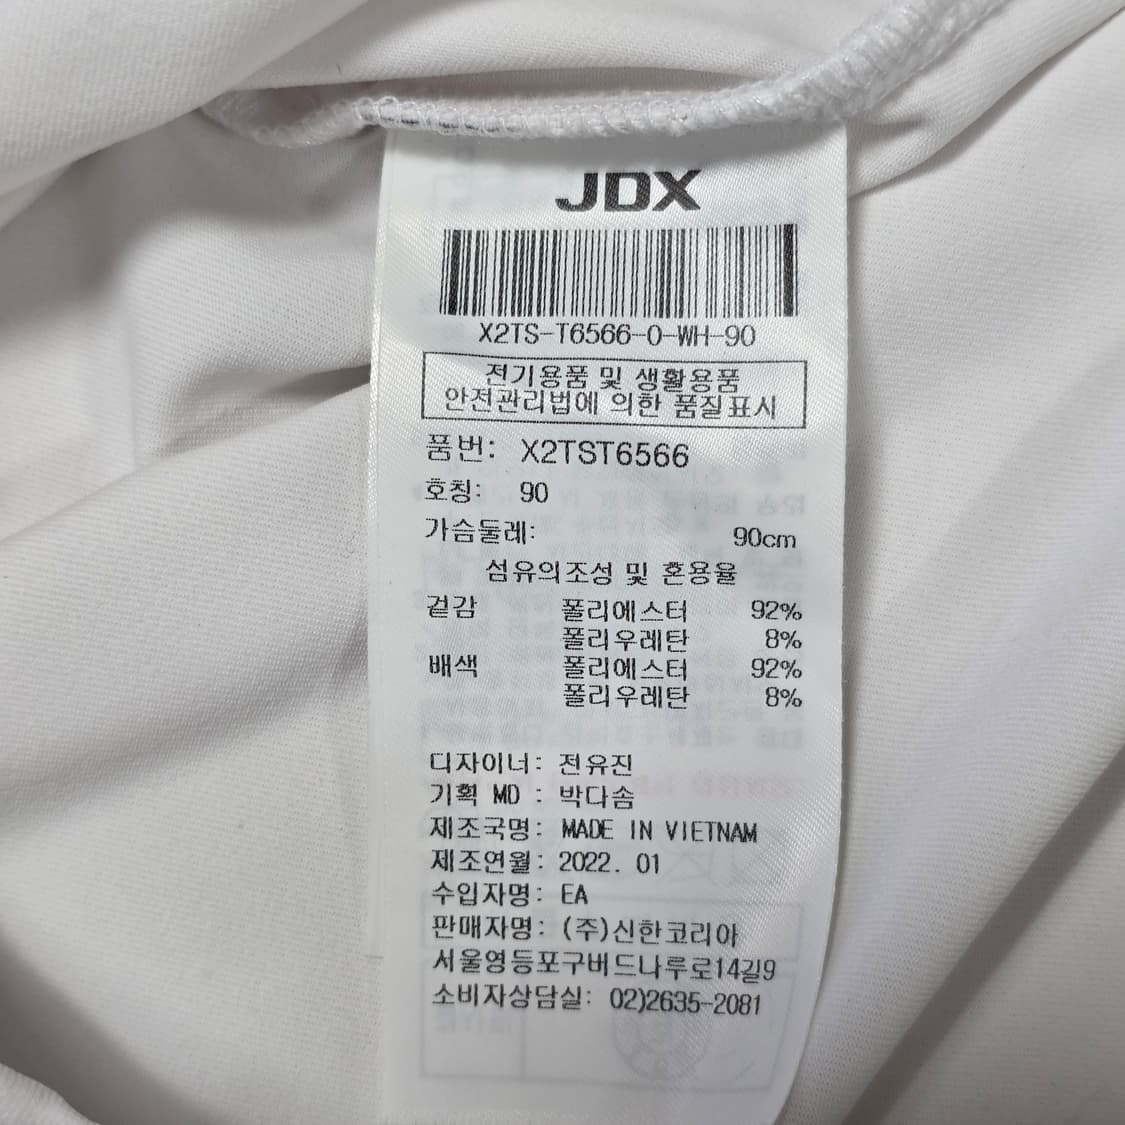 JDX
X2TS-T6566-0-WH-90
전기용품 및 생활용품
안전관리법에 의한 품질표시
품번: X2TST6566
호칭: 90
가슴둘레: 90cm
섬유의조성 및 혼용율
겉감 폴리에스터 92%
폴리우레탄 8%
배색 폴리에스터 92%
폴리우레탄 8%
디자이너: 전유진
기획 MD : 박다솜
제조국명: MADE IN VIETNAM
제조연월: 2022. 01
수입자명: EA
판매자명: (주)신한코리아
서울영등포구버드나루로14길9
소비자상담실: 02)2635-2081